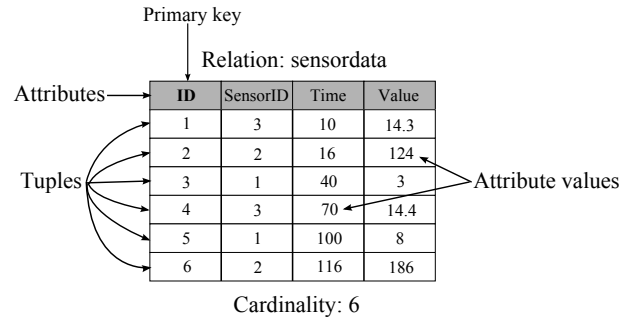 Primary key
Relation: sensordata
Attributes ID SensorID Time Value
1 3 10 14.3
2 2 16 124
Tuples 3 1 40 3 Attribute values
4 3 70 14.4
5 1 100 8
6 2 116 186
Cardinality: 6